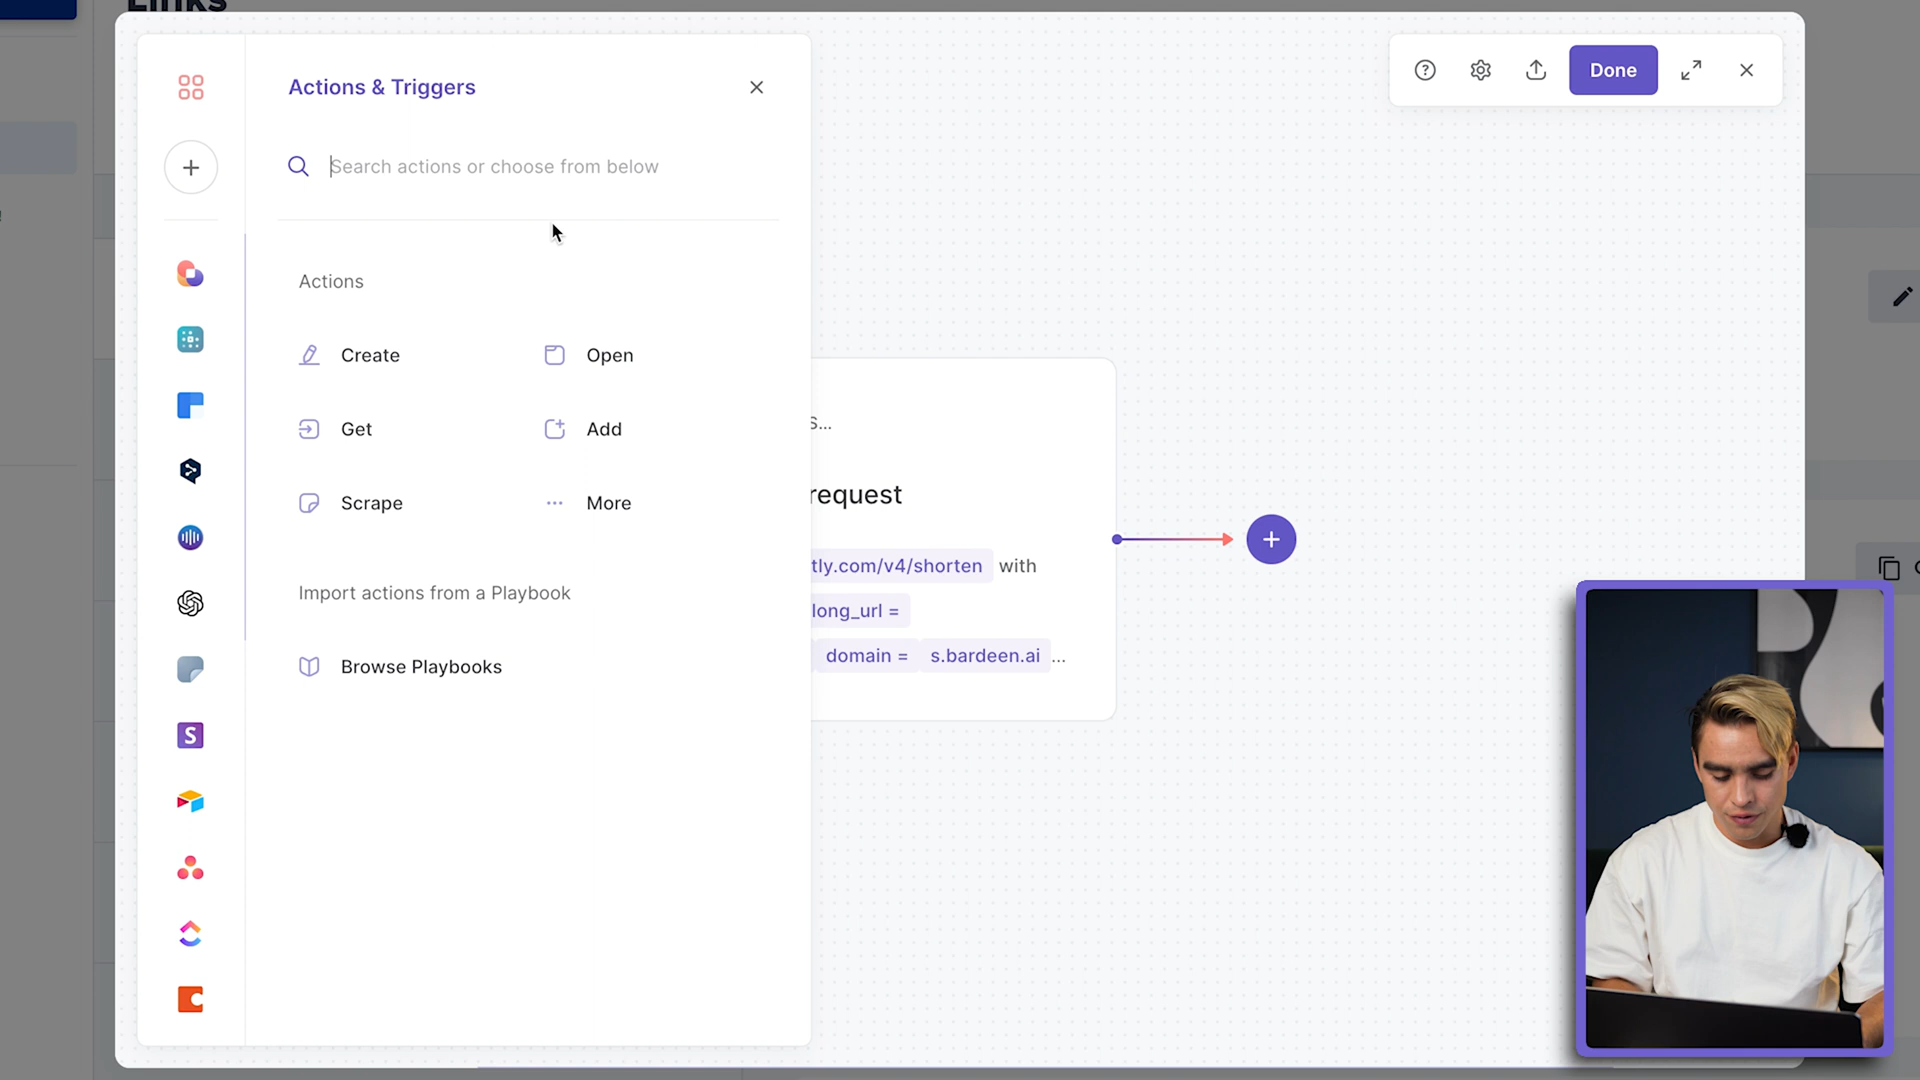 Links
Actions & Triggers
Done
Search actions or choose from below
Actions
Create
Open
Get
Add
Scrape
More
Import actions from a Playbook
Browse Playbooks
s...
request
tly.com/v4/shorten with
long_url =
domain = s.bardeen.ai ...
S